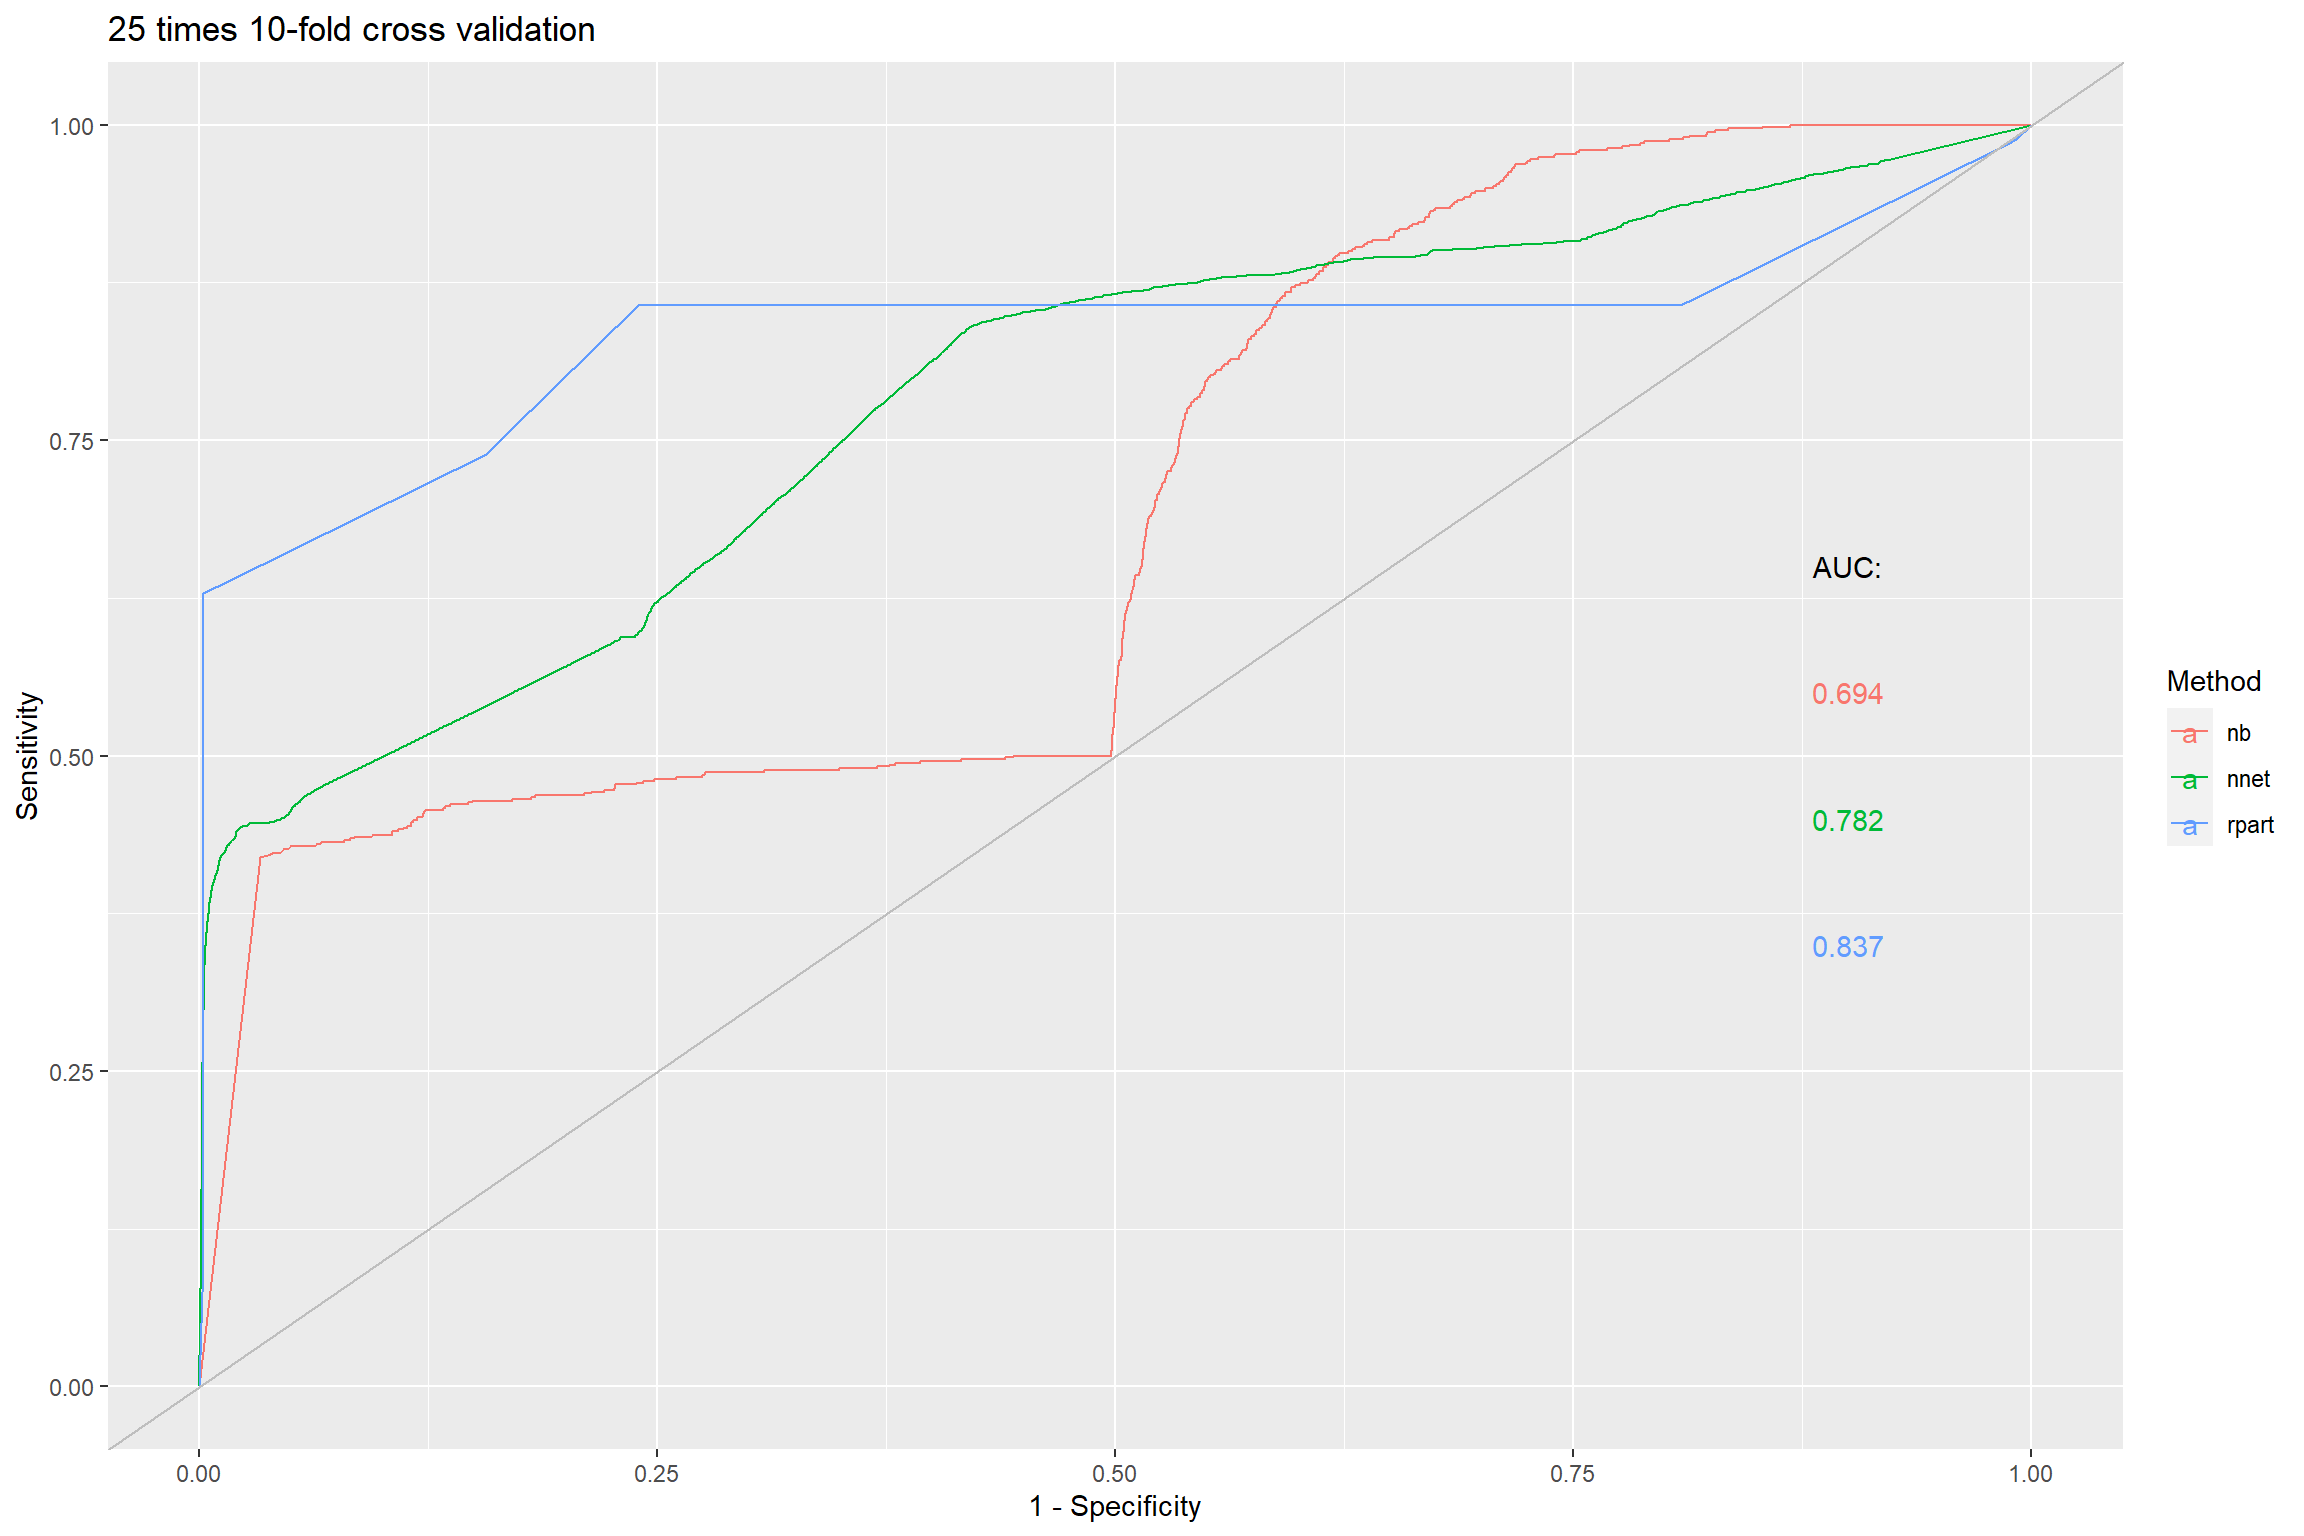 25 times 10-fold cross validation
1.00
0.75
0.50
0.25
0.00
Sensitivity
0.00
0.25
0.50
0.75
1.00
1 - Specificity
AUC:
0.694
0.782
0.837
Method
a nb
a nnet
a rpart